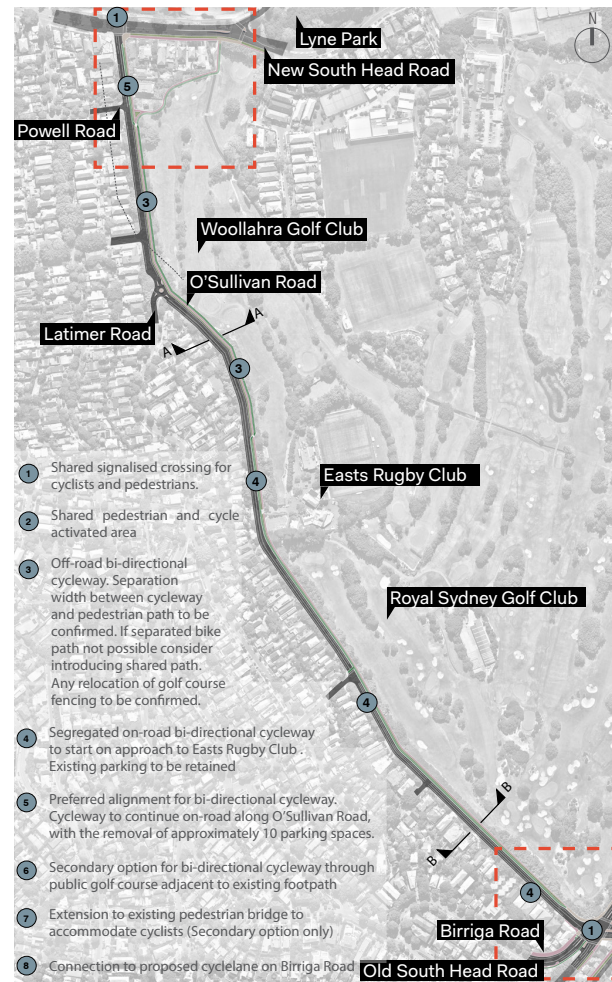 1
N
Lyne Park
New South Head Road
5
Powell Road
3
Woollahra Golf Club
O'Sullivan Road
A
Latimer Road
A
3
1 Shared signalised crossing for
cyclists and pedestrians.
4
Easts Rugby Club
2 Shared pedestrian and cycle
activated area
3 Off-road bi-directional
cycleway. Separation
width between cycleway
and pedestrian path to be
confirmed. If separated bike
path not possible consider
introducing shared path.
Any relocation of golf course
fencing to be confirmed.
Royal Sydney Golf Club
4
4 Segregated on-road bi-directional cycleway
to start on approach to Easts Rugby Club .
Existing parking to be retained
B
5 Preferred alignment for bi-directional cycleway.
Cycleway to continue on-road along O'Sullivan Road,
with the removal of approximately 10 parking spaces.
B
6 Secondary option for bi-directional cycleway through
public golf course adjacent to existing footpath
4
7 Extension to existing pedestrian bridge to
accommodate cyclists (Secondary option only)
Birriga Road
1
8 Connection to proposed cyclelane on Birriga Road
Old South Head Road